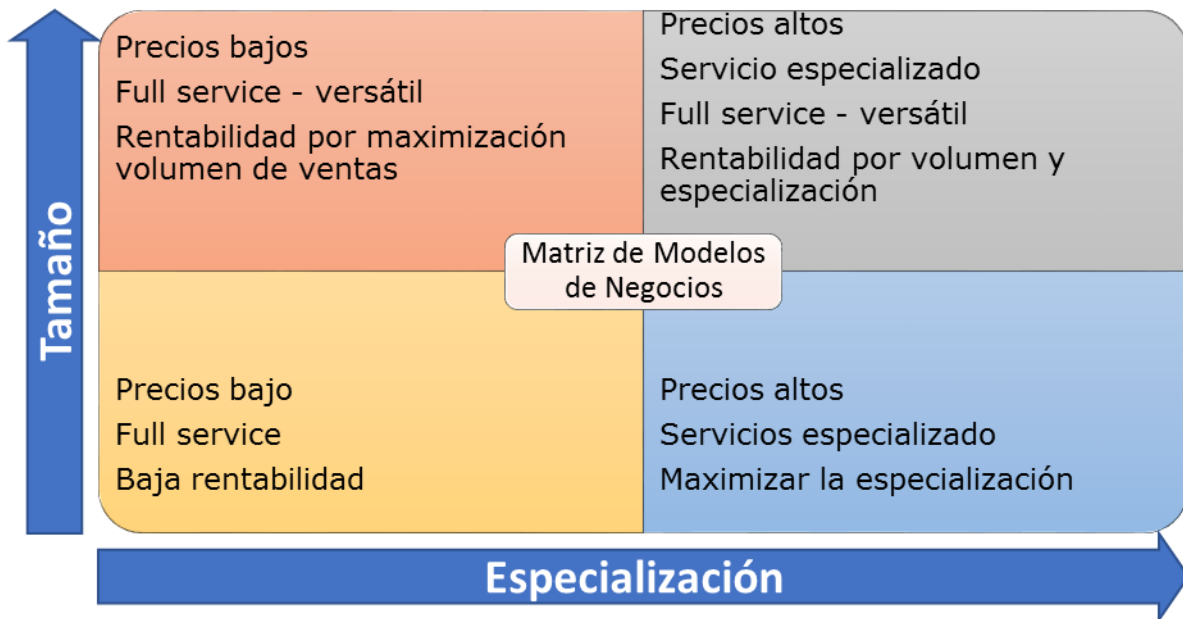 Precios bajos
Full service - versátil
Rentabilidad por maximización
volumen de ventas
Precios altos
Servicio especializado
Full service - versátil
Rentabilidad por volumen y
especialización
Matriz de Modelos
de Negocios
Tamaño
Precios bajo
Full service
Baja rentabilidad
Precios altos
Servicios especializado
Maximizar la especialización
Especialización